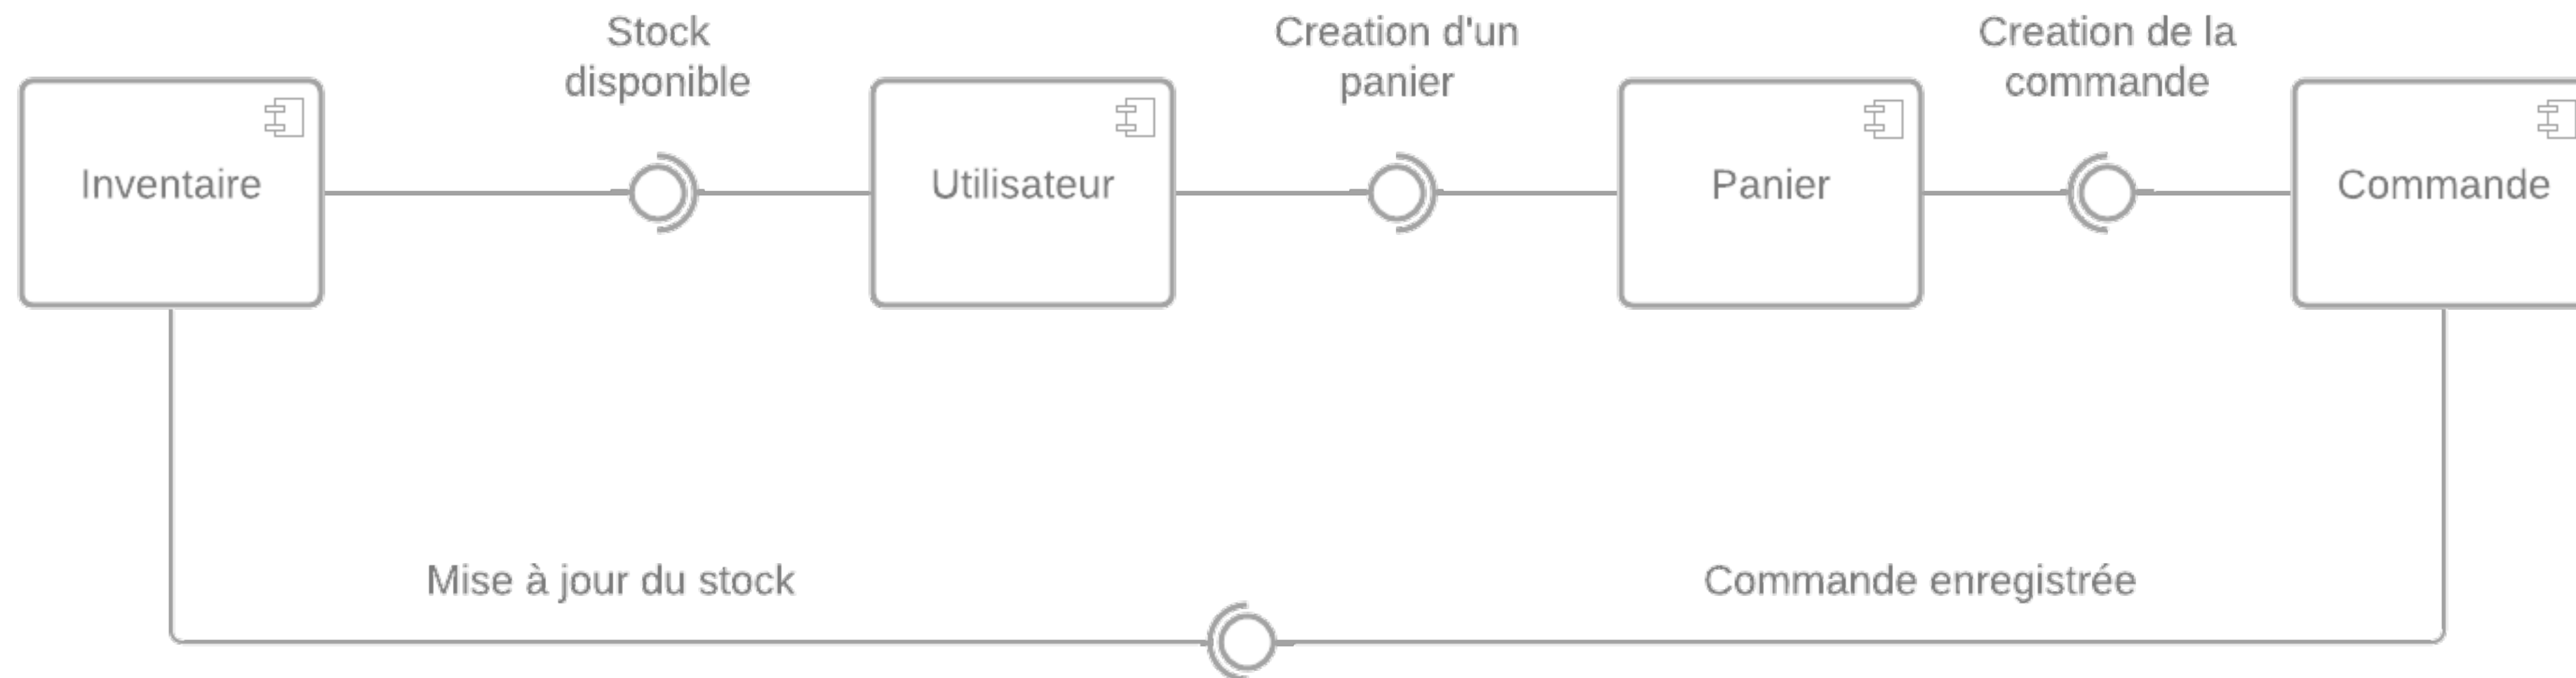 Stock
disponible
Creation d'un
panier
Creation de la
commande
Inventaire
Utilisateur
Panier
Commande
Mise à jour du stock
Commande enregistrée